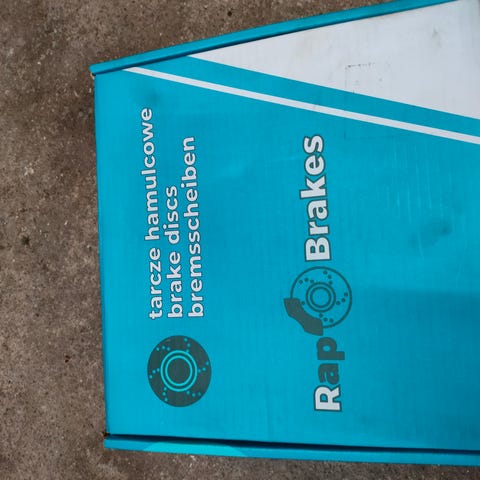 tarcze hamulcowe
brake discs
bremsscheiben
Rap Brakes